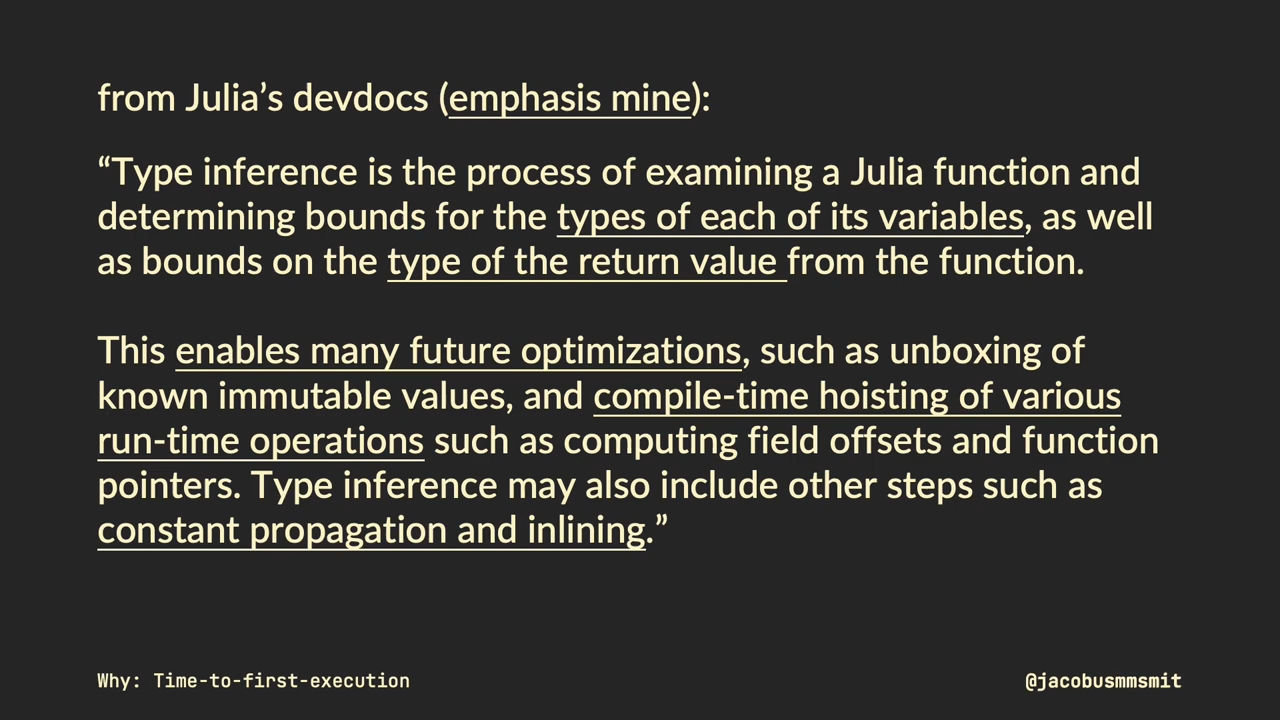 from Julia’s devdocs (emphasis mine):
“Type inference is the process of examining a Julia function and
determining bounds for the types of each of its variables, as well
as bounds on the type of the return value from the function.
This enables many future optimizations, such as unboxing of
known immutable values, and compile-time hoisting of various
run-time operations such as computing field offsets and function
pointers. Type inference may also include other steps such as
constant propagation and inlining.”
Why: Time-to-first-execution
@jacobusmmsmit